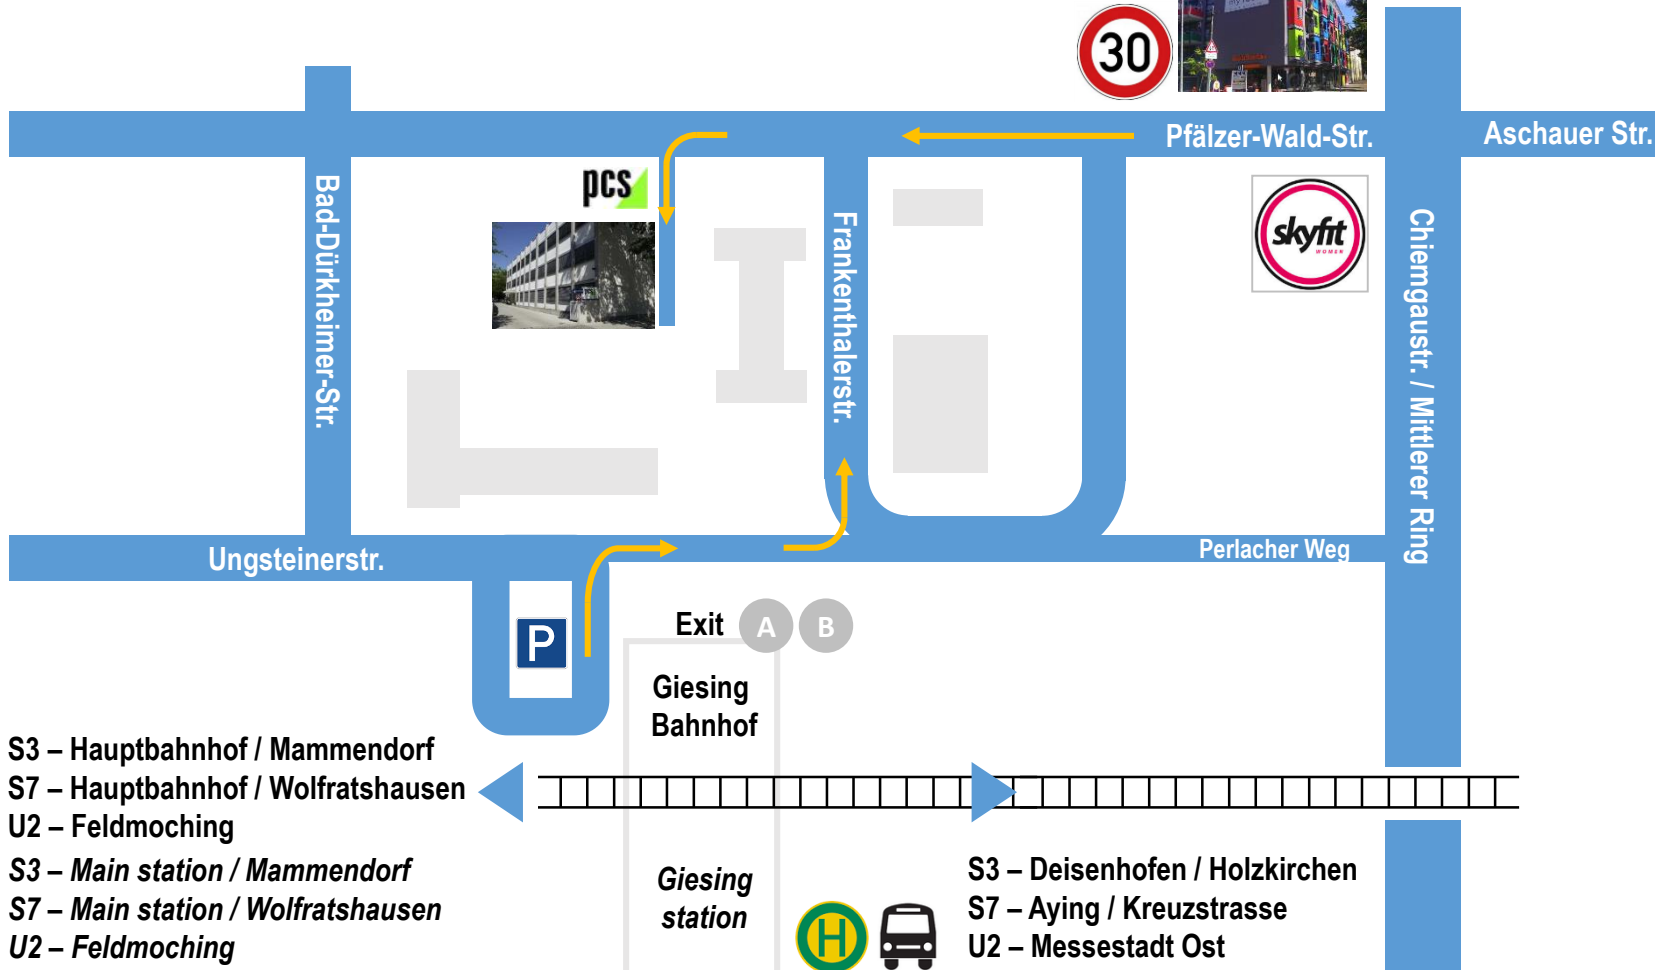 30
Pfälzer-Wald-Str.
Aschauer Str.
pcs
Bad-Dürkheimer-Str.
Frankenthalerstr.
skyfit
WOMEN
Chiemgaustr. / Mittlerer Ring
Ungsteinerstr.
Perlacher Weg
P
Exit A B
Giesing
Bahnhof
S3 – Hauptbahnhof / Mammendorf
S7 – Hauptbahnhof / Wolfratshausen
U2 – Feldmoching
S3 – Main station / Mammendorf
S7 – Main station / Wolfratshausen
U2 – Feldmoching
Giesing
station
H
S3 – Deisenhofen / Holzkirchen
S7 – Aying / Kreuzstrasse
U2 – Messestadt Ost